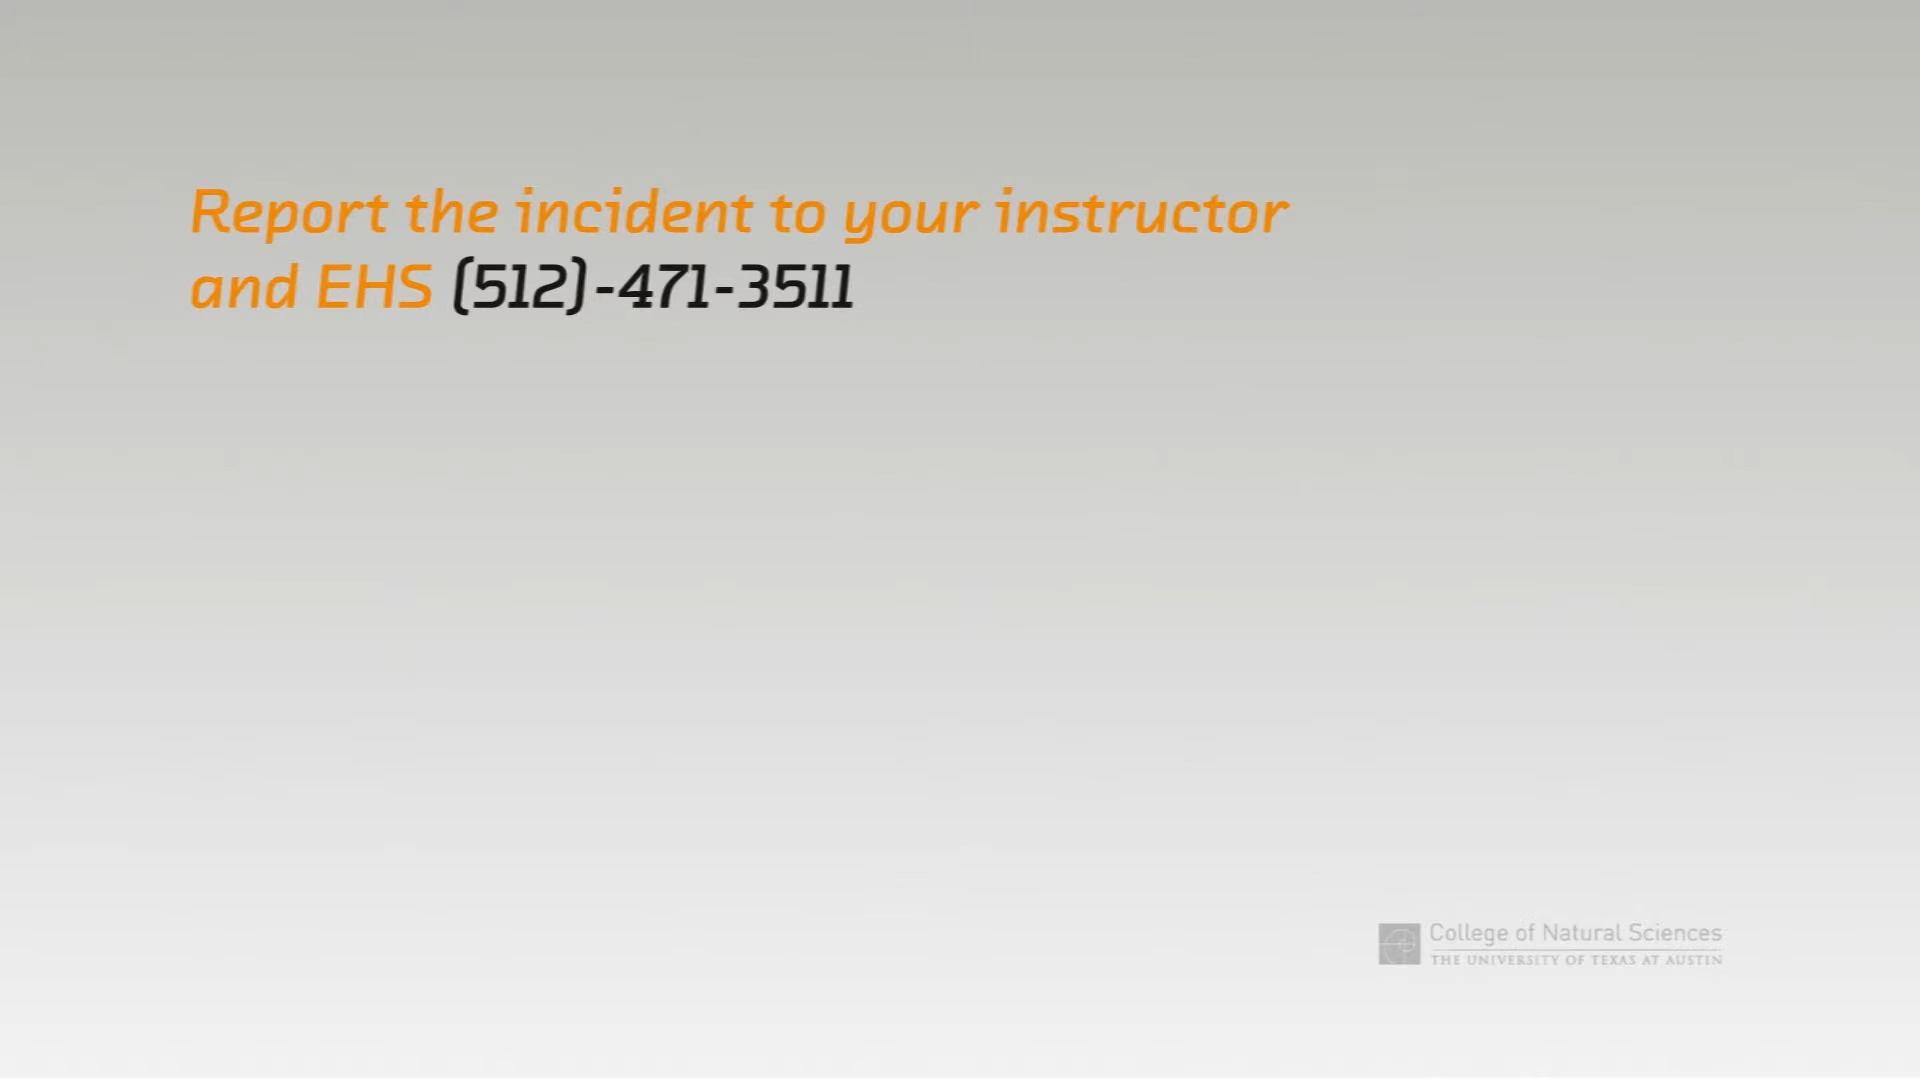 Report the incident to your instructor
and EHS (512)-471-3511
College of Natural Sciences
THE UNIVERSITY OF TEXAS AT AUSTIN